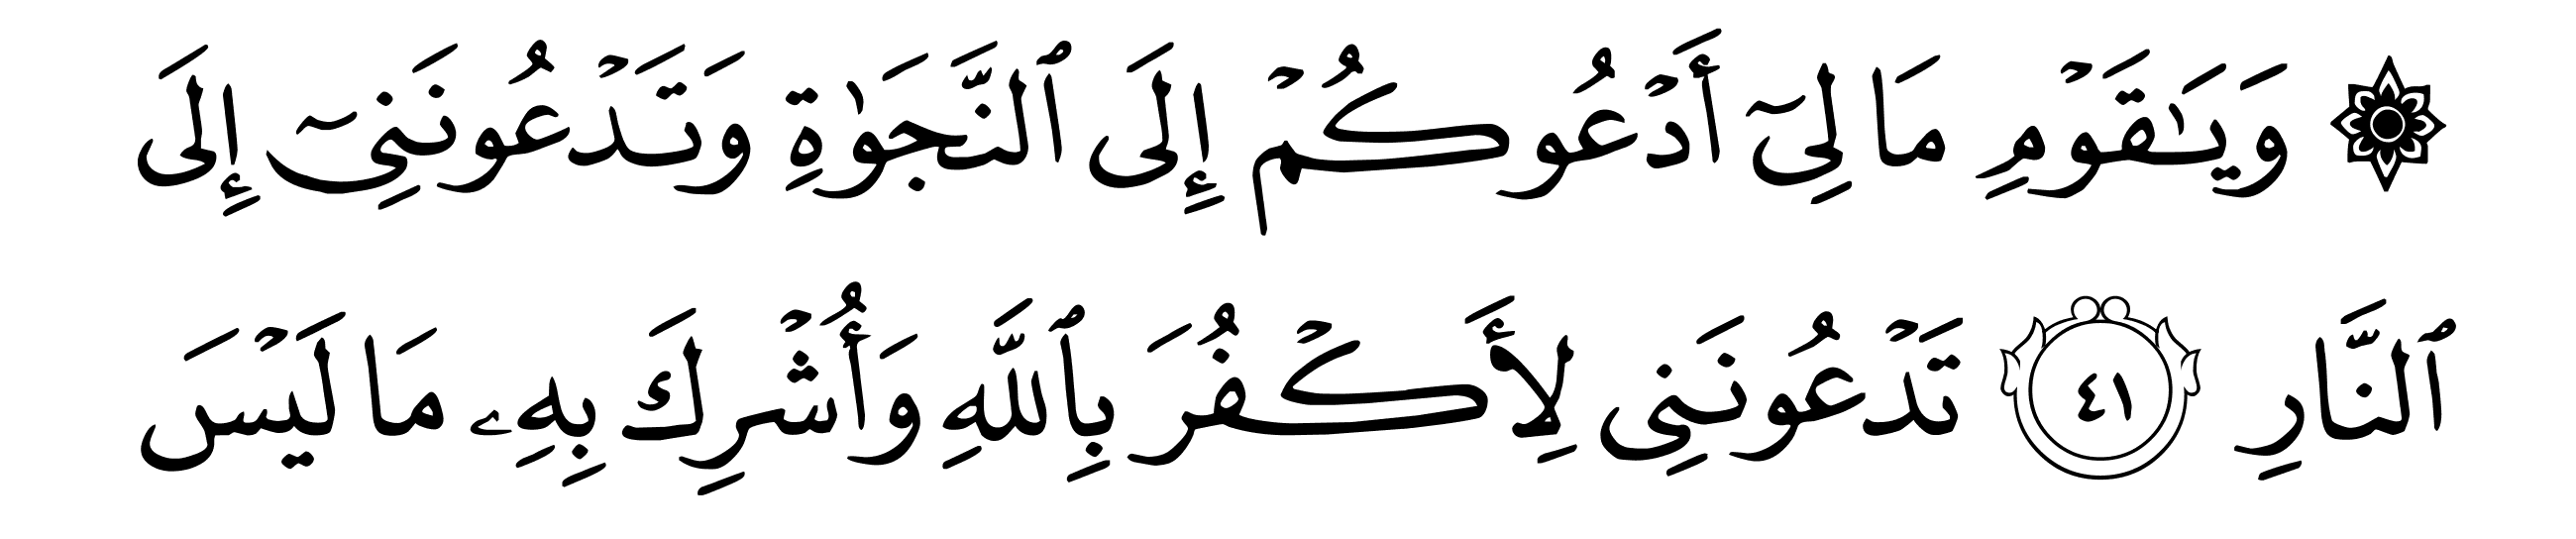 ۞ وَيَٰقَوۡمِ مَا لِيٓ أَدۡعُوكُمۡ إِلَى ٱلنَّجَوٰةِ وَتَدۡعُونَنِيٓ إِلَى
ٱلنَّارِ ٤١ تَدۡعُونَنِي لِأَكۡفُرَ بِٱللَّهِ وَأُشۡرِكَ بِهِۦ مَا لَيۡسَ